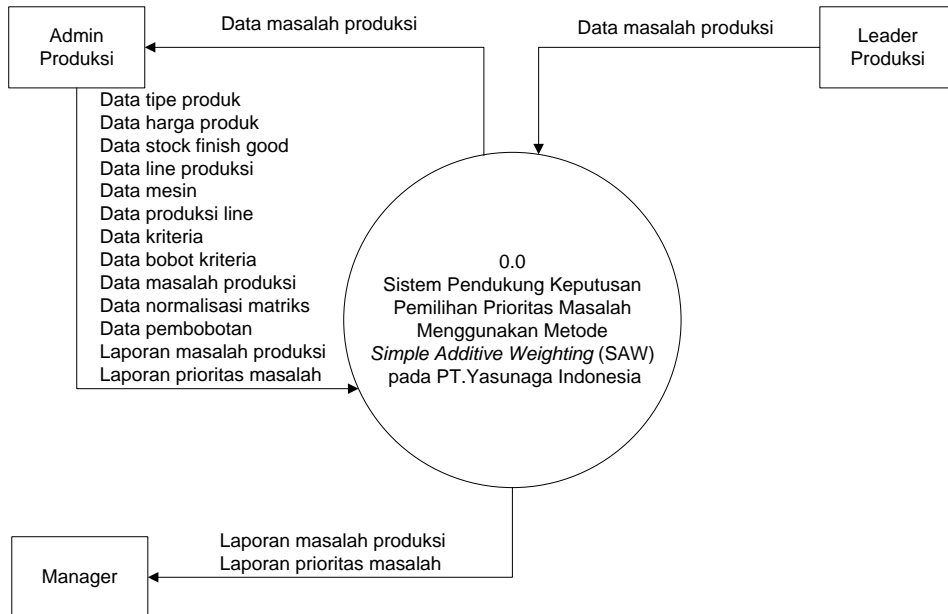 Admin
Produksi
Data masalah produksi
Data masalah produksi
Leader
Produksi
Data tipe produk
Data harga produk
Data stock finish good
Data line produksi
Data mesin
Data produksi line
Data kriteria
Data bobot kriteria
Data masalah produksi
Data normalisasi matriks
Data pembobotan
Laporan masalah produksi
Laporan prioritas masalah
0.0
Sistem Pendukung Keputusan
Pemilihan Prioritas Masalah
Menggunakan Metode
Simple Additive Weighting (SAW)
pada PT.Yasunaga Indonesia
Manager
Laporan masalah produksi
Laporan prioritas masalah